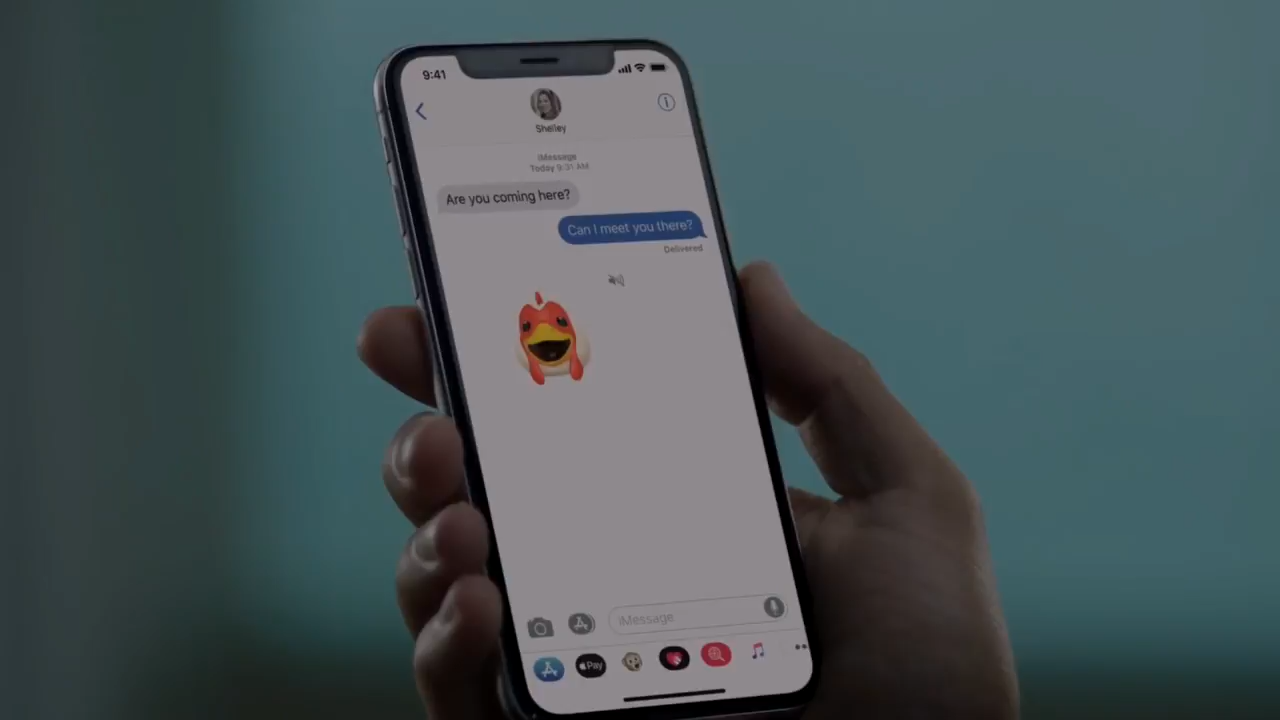 9:41
Shelley
iMessage
Today 9:31 AM
Are you coming here?
Can I meet you there?
Delivered
iMessage
Pay